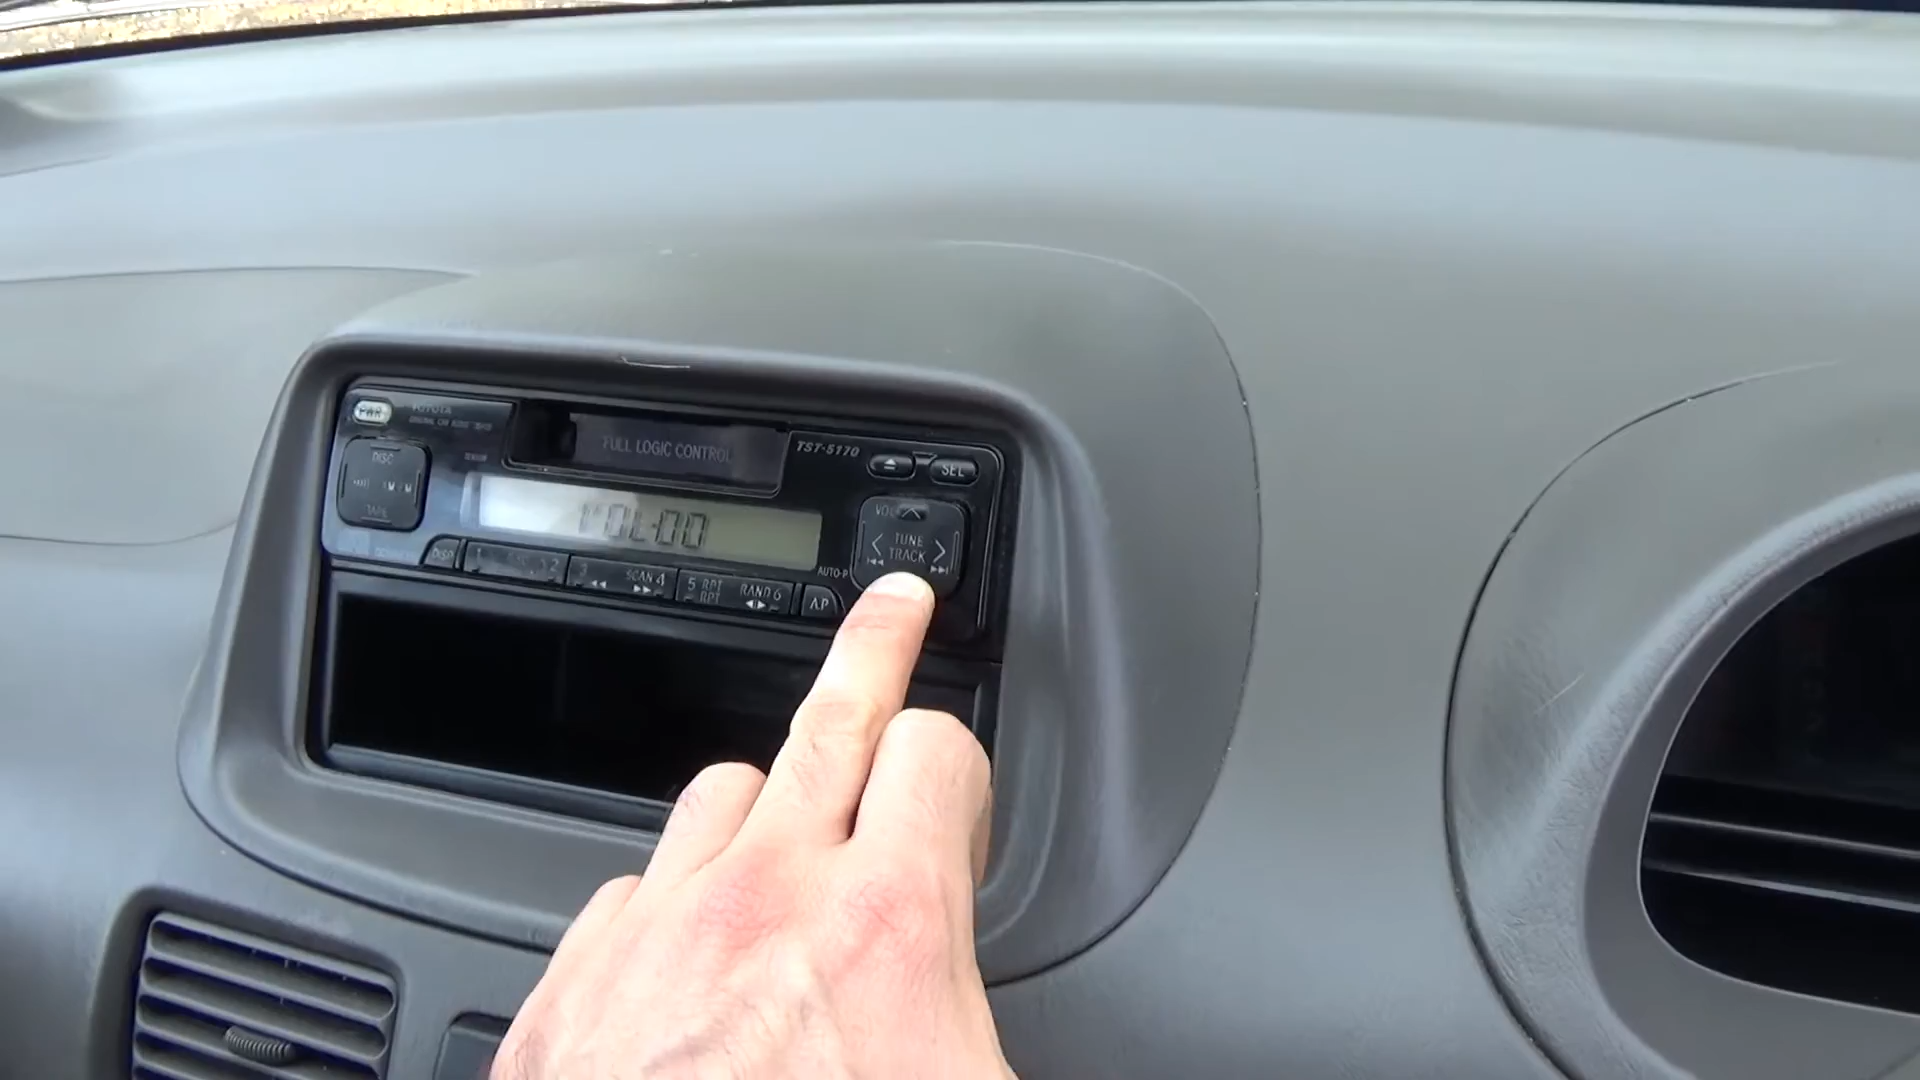 PWR
TOYOTA
FULL LOGIC CONTROL
TST-5170
SEL
DISC
TAPE
VOL-00
VOL
TUNE
TRACK
AUTO-P
DISP
1
2
3
SCAN 4
5 RPT
RPT
RAND 6
AP